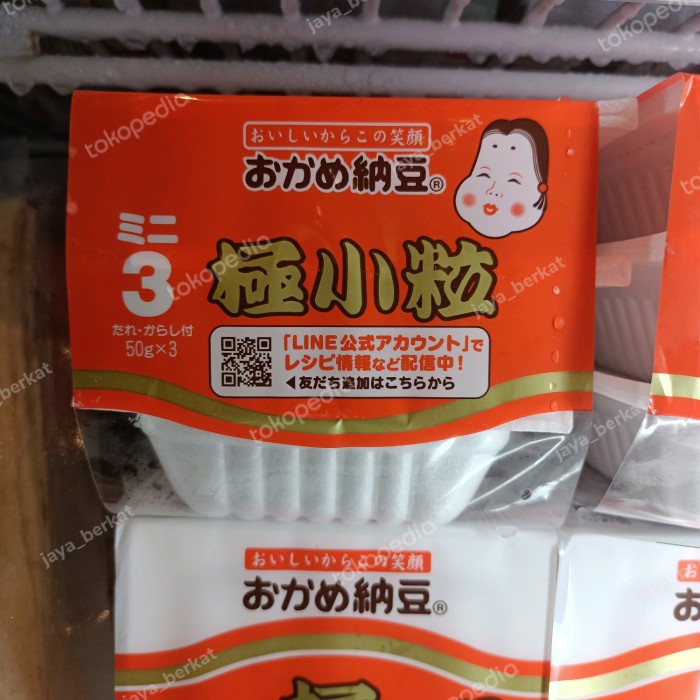 おいしいからこの笑顔
おかめ納豆®
ミニ
3
極小粒
たれ・からし付
50g×3
「LINE公式アカウント」で
レシピ情報など配信中!
◀友だち追加はこちらから
おいしいからこの笑顔
おかめ納豆®
お
お
tokopedia
jaya_berkat